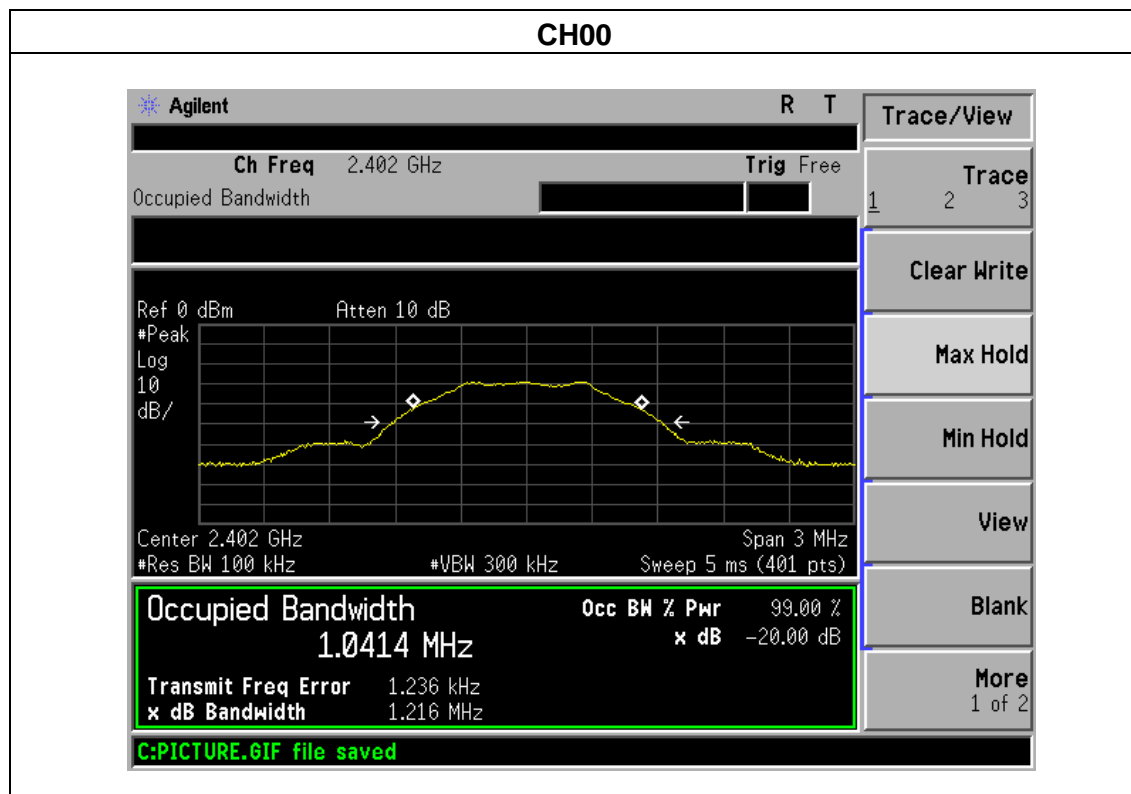 CH00
Agilent R T
Ch Freq 2.402 GHz Trig Free
Occupied Bandwidth
Ref 0 dBm Atten 10 dB
#Peak
Log
10
dB/
Center 2.402 GHz Span 3 MHz
#Res BW 100 kHz #VBW 300 kHz Sweep 5 ms (401 pts)
Occupied Bandwidth Occ BW % Pwr 99.00 %
1.0414 MHz x dB -20.00 dB
Transmit Freq Error 1.236 kHz
x dB Bandwidth 1.216 MHz
C:PICTURE.GIF file saved
Trace/View
Trace
1 2 3
Clear Write
Max Hold
Min Hold
View
Blank
More
1 of 2